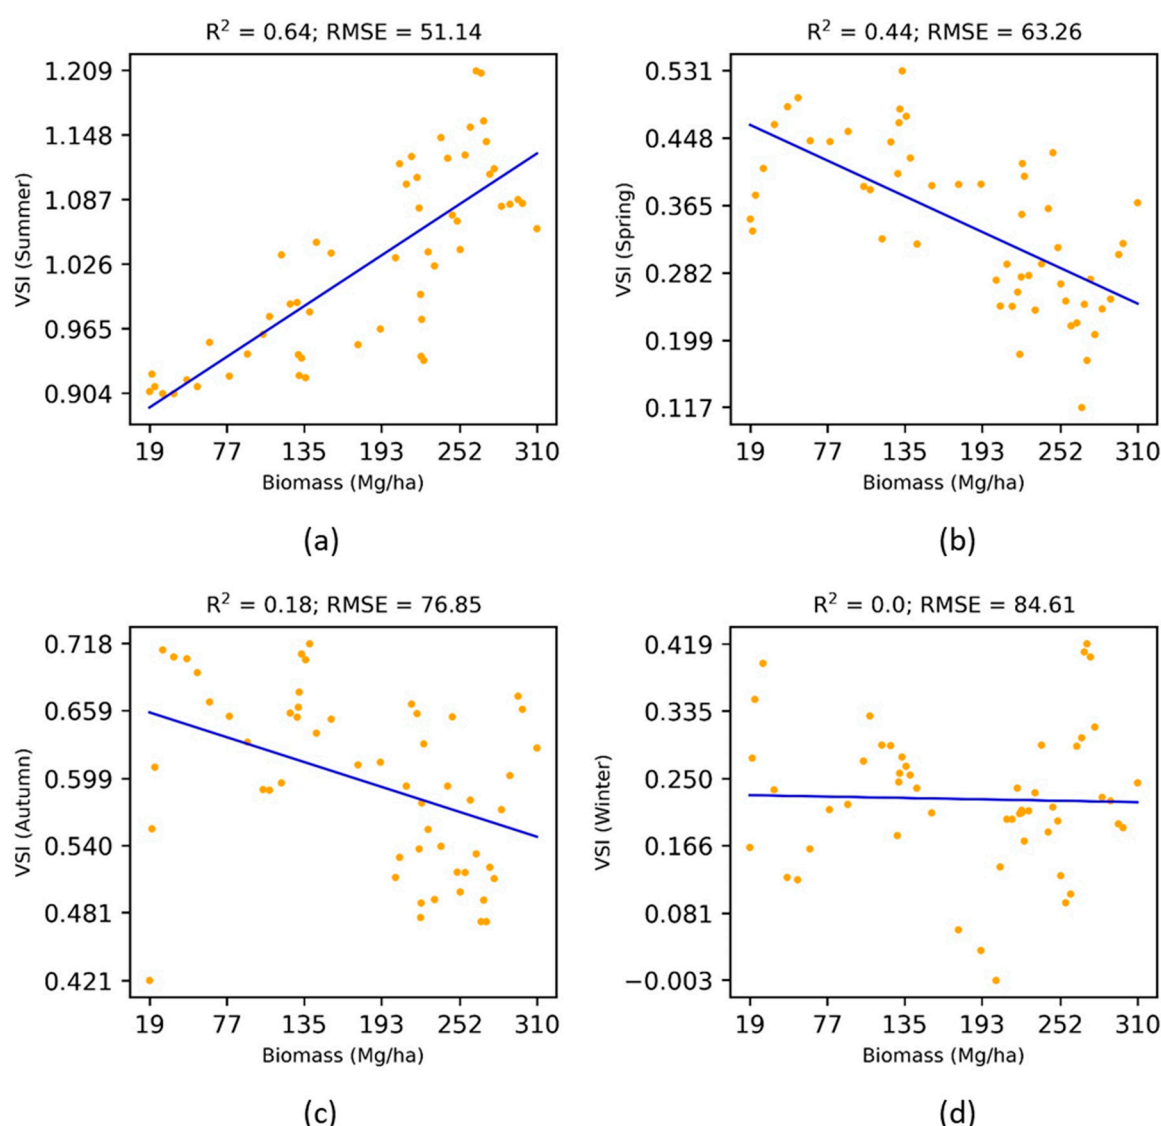 R² = 0.64; RMSE = 51.14
VSI (Summer)
1.209
1.148
1.087
1.026
0.965
0.904
19 77 135 193 252 310
Biomass (Mg/ha)
(a)
R² = 0.44; RMSE = 63.26
VSI (Spring)
0.531
0.448
0.365
0.282
0.199
0.117
19 77 135 193 252 310
Biomass (Mg/ha)
(b)
R² = 0.18; RMSE = 76.85
VSI (Autumn)
0.718
0.659
0.599
0.540
0.481
0.421
19 77 135 193 252 310
Biomass (Mg/ha)
(c)
R² = 0.0; RMSE = 84.61
VSI (Winter)
0.419
0.335
0.250
0.166
0.081
−0.003
19 77 135 193 252 310
Biomass (Mg/ha)
(d)